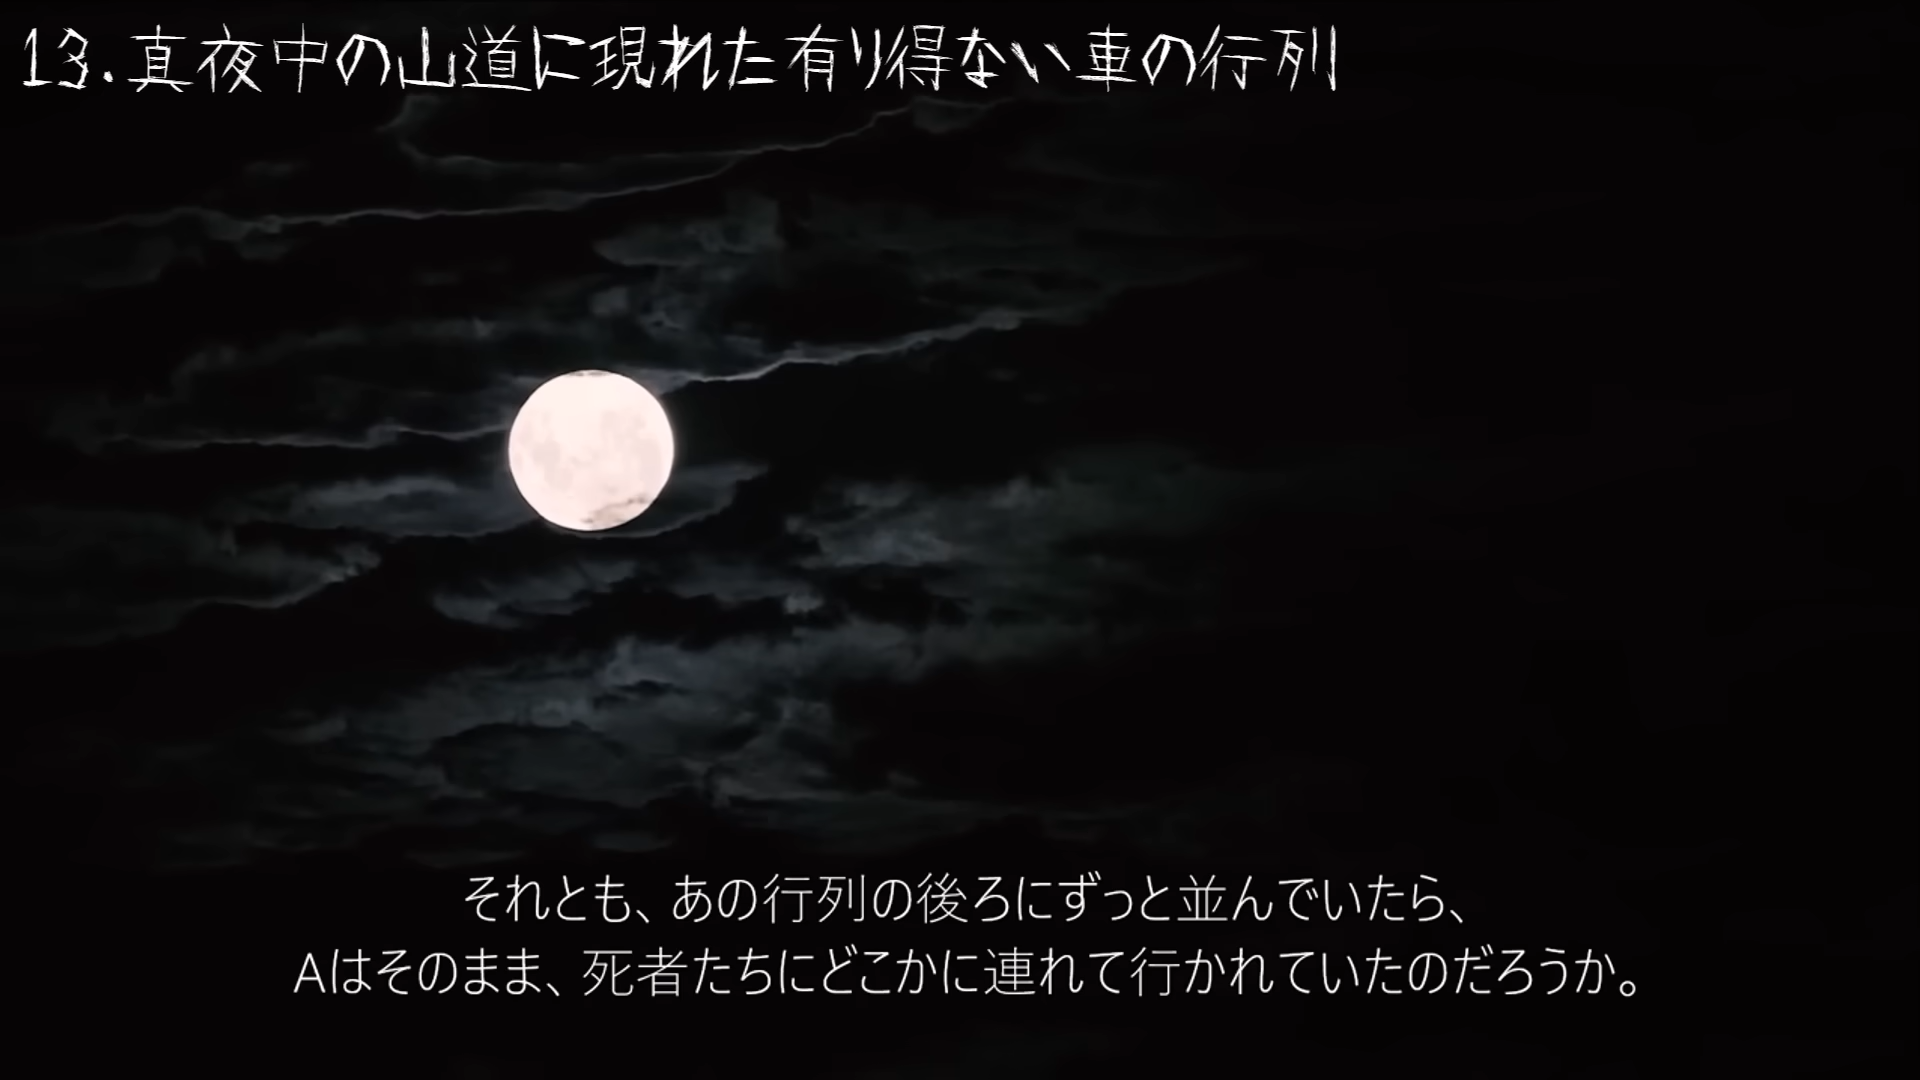 13.真夜中の山道に現れた有り得ない車の行列
それとも、あの行列の後ろにずっと並んでいたら、
Aはそのまま、死者たちにどこかに連れて行かれていたのだろうか。